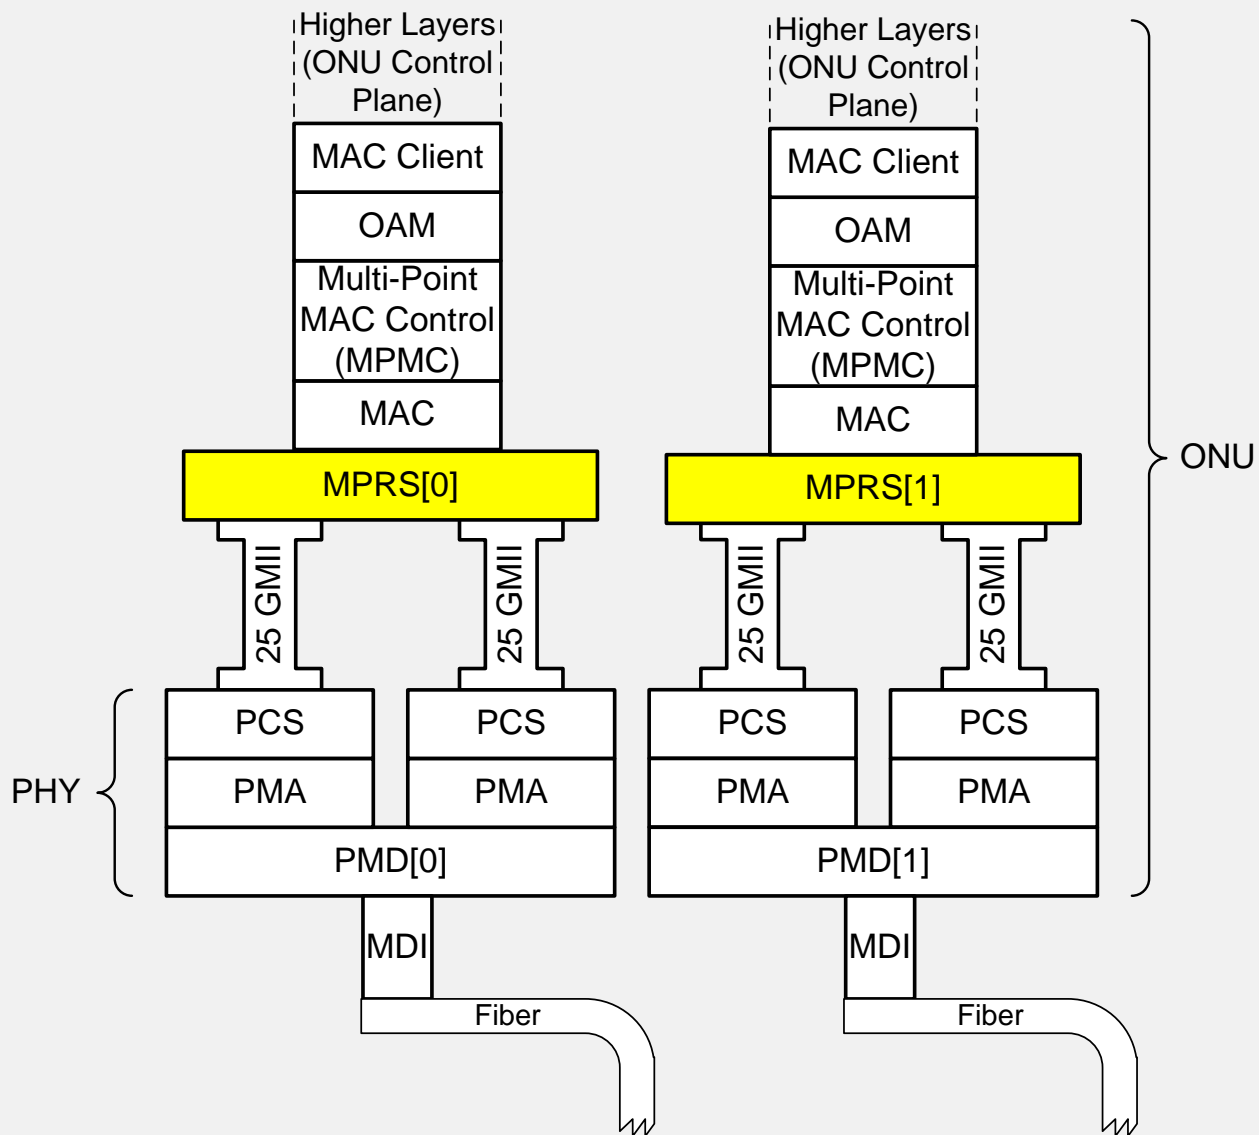 Higher Layers
(ONU Control
Plane)
MAC Client
OAM
Multi-Point
MAC Control
(MPMC)
MAC
MPRS[0]
25 GMII
25 GMII
PCS
PCS
PMA
PMA
PMD[0]
MDI
Fiber
PHY
Higher Layers
(ONU Control
Plane)
MAC Client
OAM
Multi-Point
MAC Control
(MPMC)
MAC
MPRS[1]
25 GMII
25 GMII
PCS
PCS
PMA
PMA
PMD[1]
MDI
Fiber
ONU